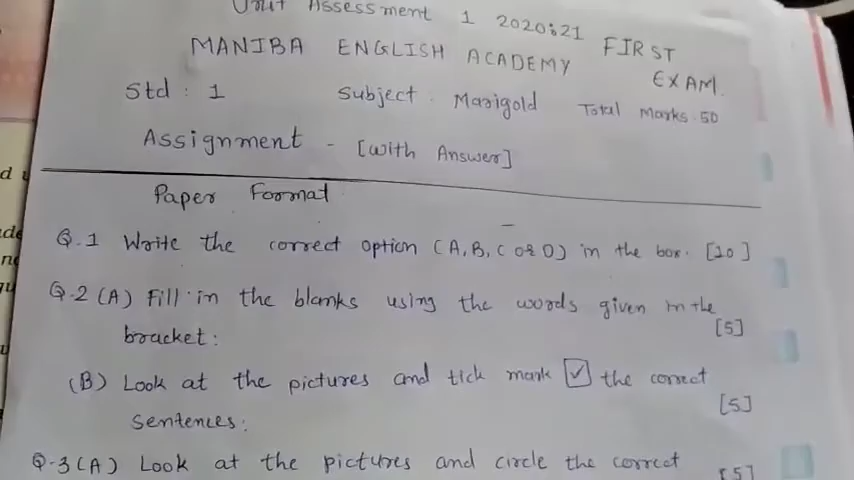 Unit Assessment 1 2020:21 FIRST EXAM.
MANIBA ENGLISH ACADEMY
Std : 1 Subject : Marigold Total Marks . 50
Assignment - [with Answer]
Paper Format
Q.1 Write the correct option (A, B, C or D) in the box. [10]
Q.2 (A) Fill in the blanks using the words given in the
bracket: [5]
(B) Look at the pictures and tick mark ☑ the correct
sentences: [5]
Q-3 (A) Look at the pictures and circle the correct
[5]